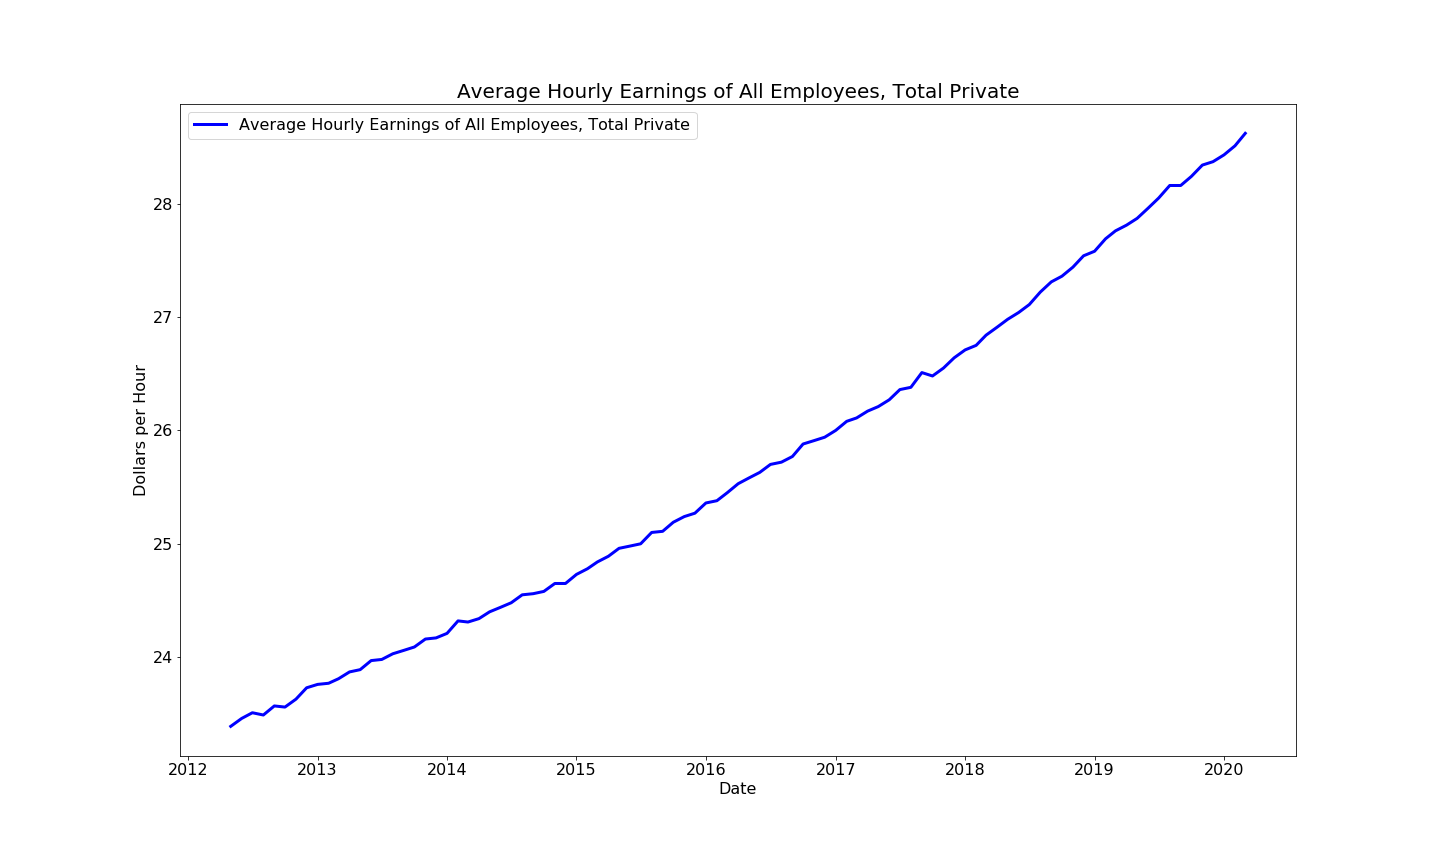 Average Hourly Earnings of All Employees, Total Private
Average Hourly Earnings of All Employees, Total Private
Dollars per Hour
28
27
26
25
24
2012 2013 2014 2015 2016 2017 2018 2019 2020
Date